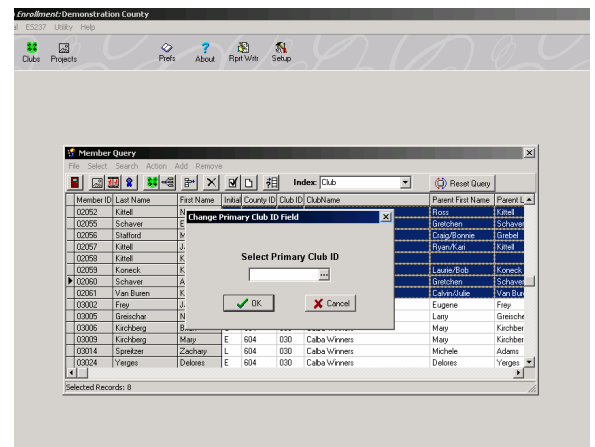 Enrollment: Demonstration County
ES237 Utility Help
Clubs Projects Prefs About Rprt Wrtr Setup
Member Query
File Select Search Action Add Remove
Index: Club Reset Query
Member ID Last Name First Name Initial County ID Club ID ClubName Parent First Name Parent L
02052 Kittell N Ross Kittell
02055 Schaver E Gretchen Schaver
02056 Stafford M Craig/Bonnie Grebel
02057 Kittell J Ryan/Kari Kittell
02058 Kittell K
02059 Koneck K Laurie/Bob Koneck
02060 Schaver A Gretchen Schaver
02061 Van Buren K Calvin/Julie Van Bur
03002 Frey J Eugene Frey
03005 Greischar N Larry Greische
03006 Kirchberg Brian 604 030 Calba Winners Mary Kirchber
03009 Kirchberg Mary E 604 030 Calba Winners Mary Kirchber
03014 Spreitzer Zachary L 604 030 Calba Winners Michele Adams
03024 Yerges Delores E 604 030 Calba Winners Delores Yerges
Change Primary Club ID Field
Select Primary Club ID
...
OK Cancel
Selected Records: 8